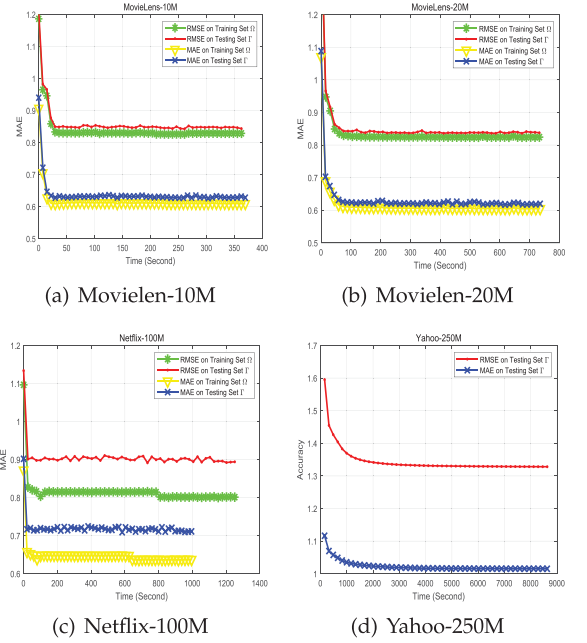 MovieLens-10M
1.2
1.1
1
0.9
0.8
0.7
0.6
0.5
MAE
RMSE on Training Set Ω
RMSE on Testing Set Γ
MAE on Training Set Ω
MAE on Testing Set Γ
0 50 100 150 200 250 300 350 400
Time (Second)
(a) Movielen-10M
MovieLens-20M
1.2
1.1
1
0.9
0.8
0.7
0.6
0.5
MAE
RMSE on Training Set Ω
RMSE on Testing Set Γ
MAE on Training Set Ω
MAE on Testing Set Γ
0 100 200 300 400 500 600 700 800
Time (Second)
(b) Movielen-20M
Netflix-100M
1.2
1.1
1
0.9
0.8
0.7
0.6
MAE
RMSE on Training Set Ω
RMSE on Testing Set Γ
MAE on Training Set Ω
MAE on Testing Set Γ
0 200 400 600 800 1000 1200 1400
Time (Second)
(c) Netflix-100M
Yahoo-250M
1.7
1.6
1.5
1.4
1.3
1.2
1.1
1
Accuracy
RMSE on Testing Set Γ
MAE on Testing Set Γ
0 1000 2000 3000 4000 5000 6000 7000 8000 9000
Time (Second)
(d) Yahoo-250M